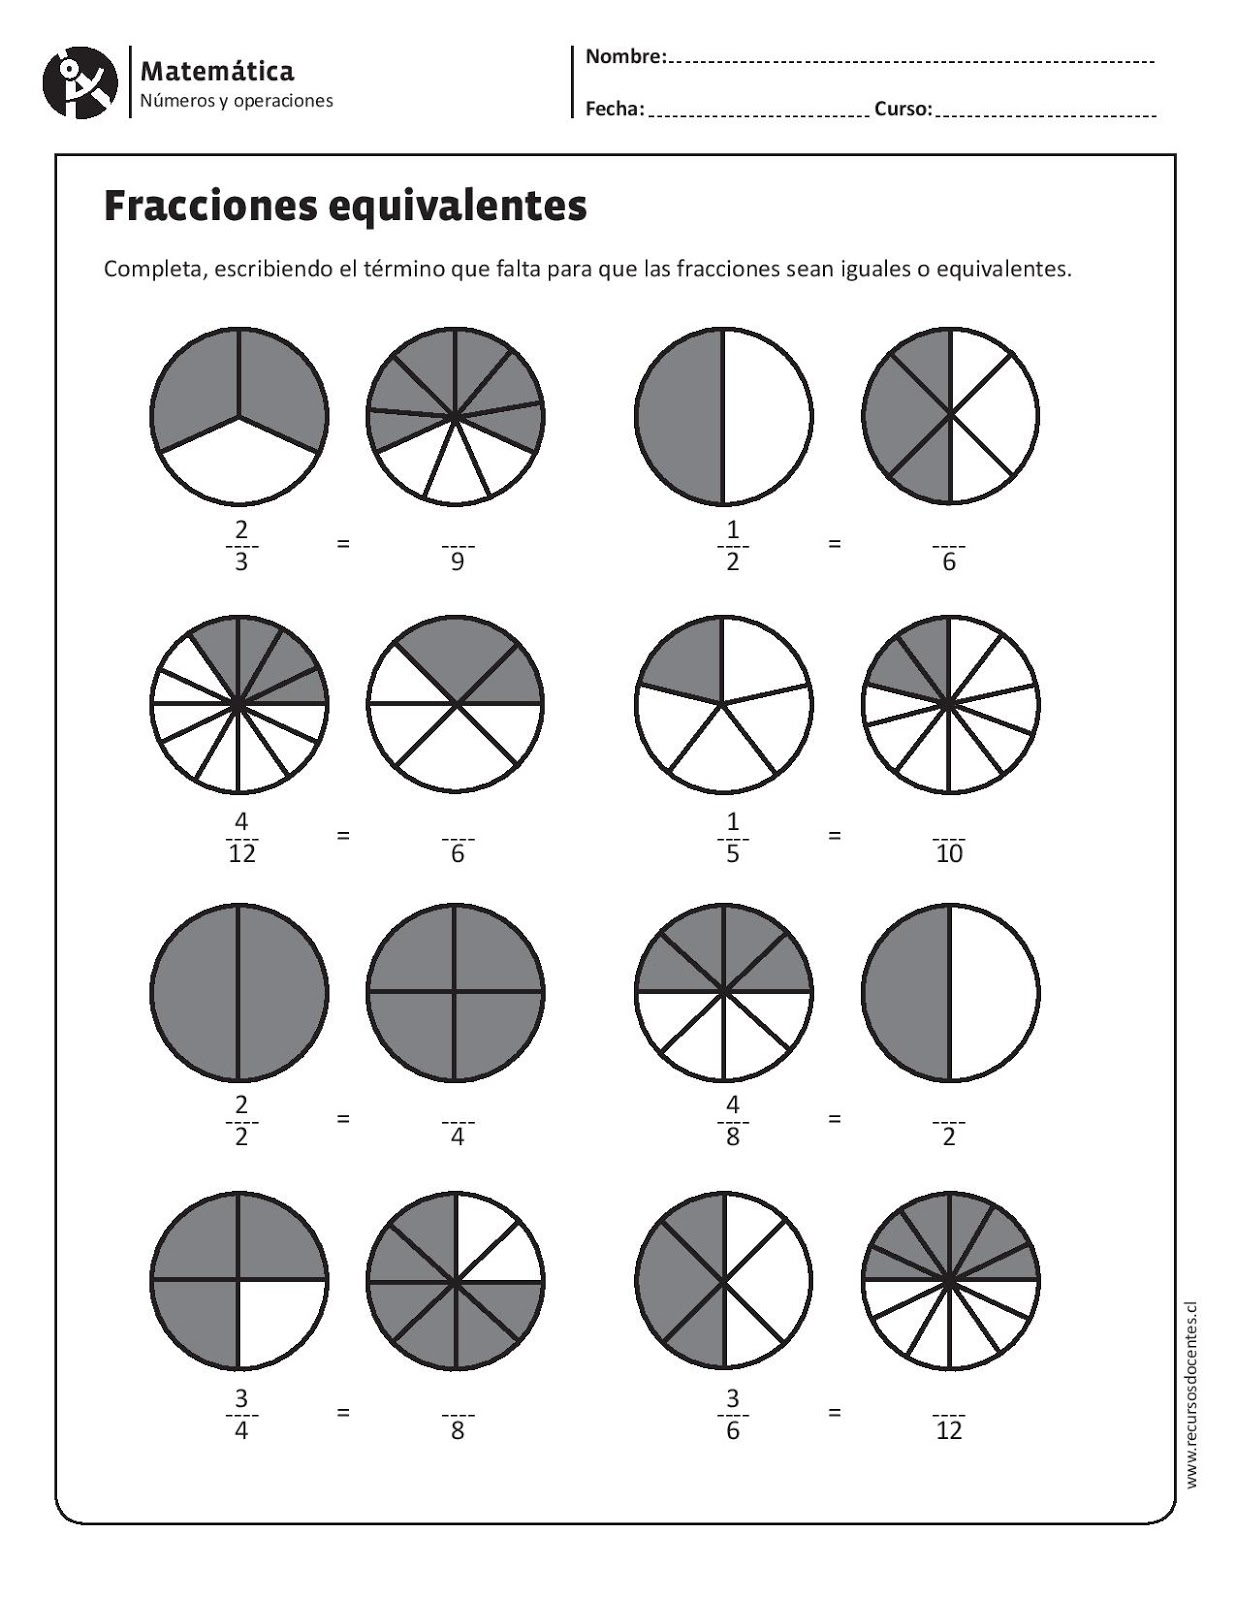 Matemática
Números y operaciones
Nombre:
Fecha: Curso:
Fracciones equivalentes
Completa, escribiendo el término que falta para que las fracciones sean iguales o equivalentes.
2 1
= =
3 9 2 6
4 1
= =
12 6 5 10
2 4
= =
2 4 8 2
3 3
= =
4 8 6 12
www.recursosdocentes.cl